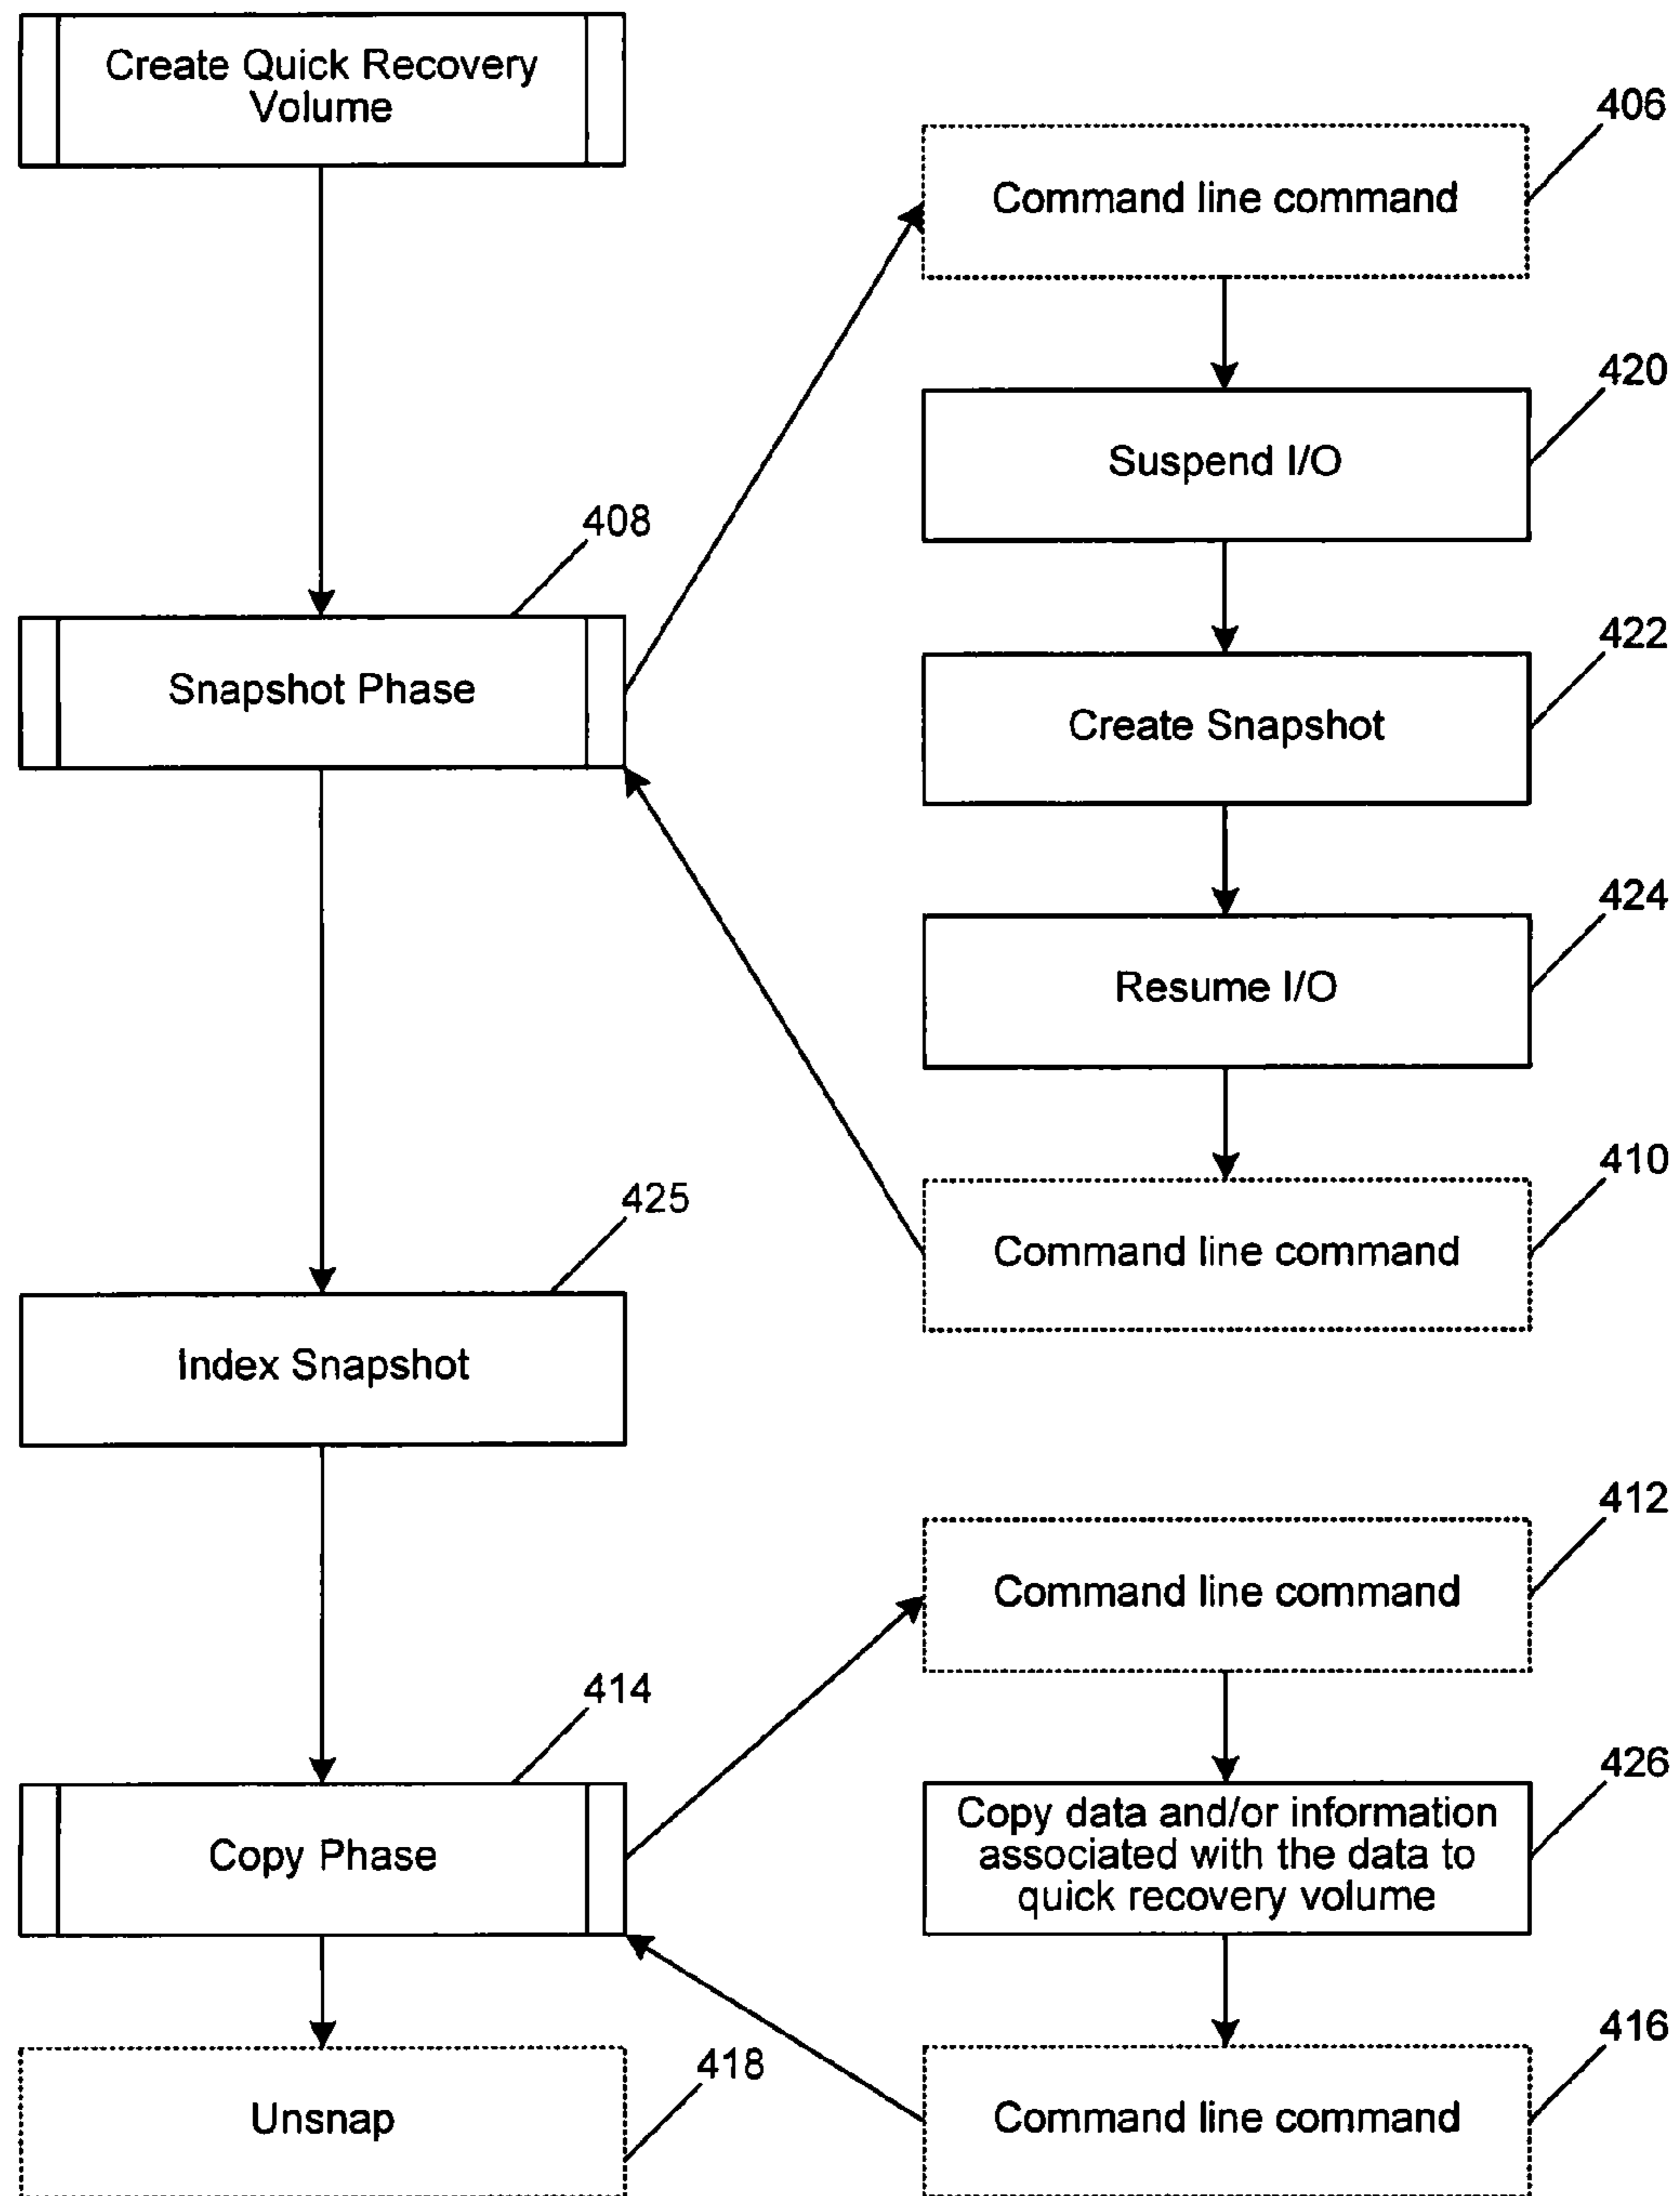 Create Quick Recovery
Volume
406
Command line command
420
Suspend I/O
408
Snapshot Phase
422
Create Snapshot
424
Resume I/O
410
Command line command
425
Index Snapshot
412
Command line command
414
Copy Phase
426
Copy data and/or information
associated with the data to
quick recovery volume
416
Command line command
418
Unsnap